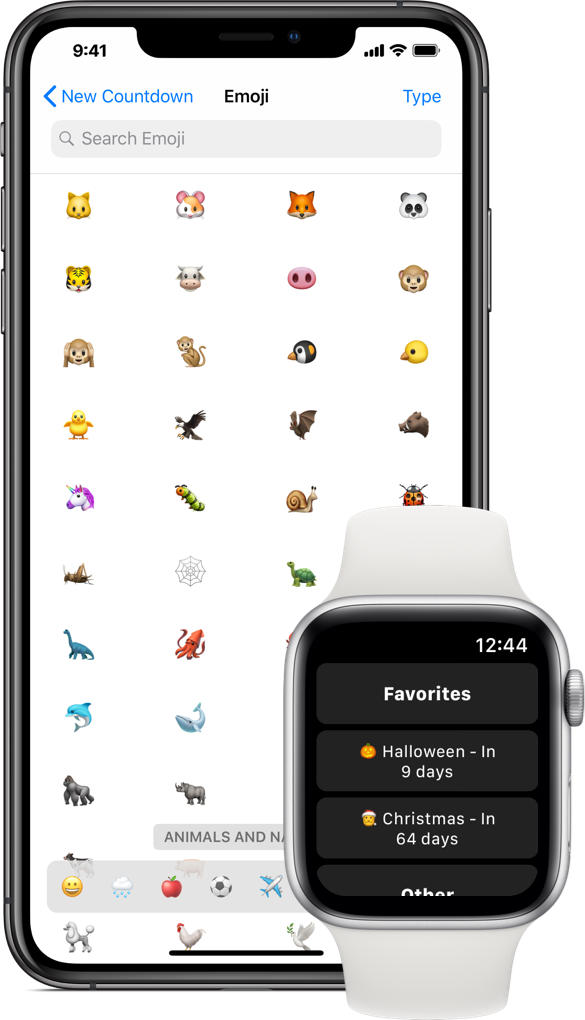 9:41
New Countdown
Emoji
Type
Search Emoji
ANIMALS AND NA
12:44
Favorites
Halloween - In
9 days
Christmas - In
64 days
Other